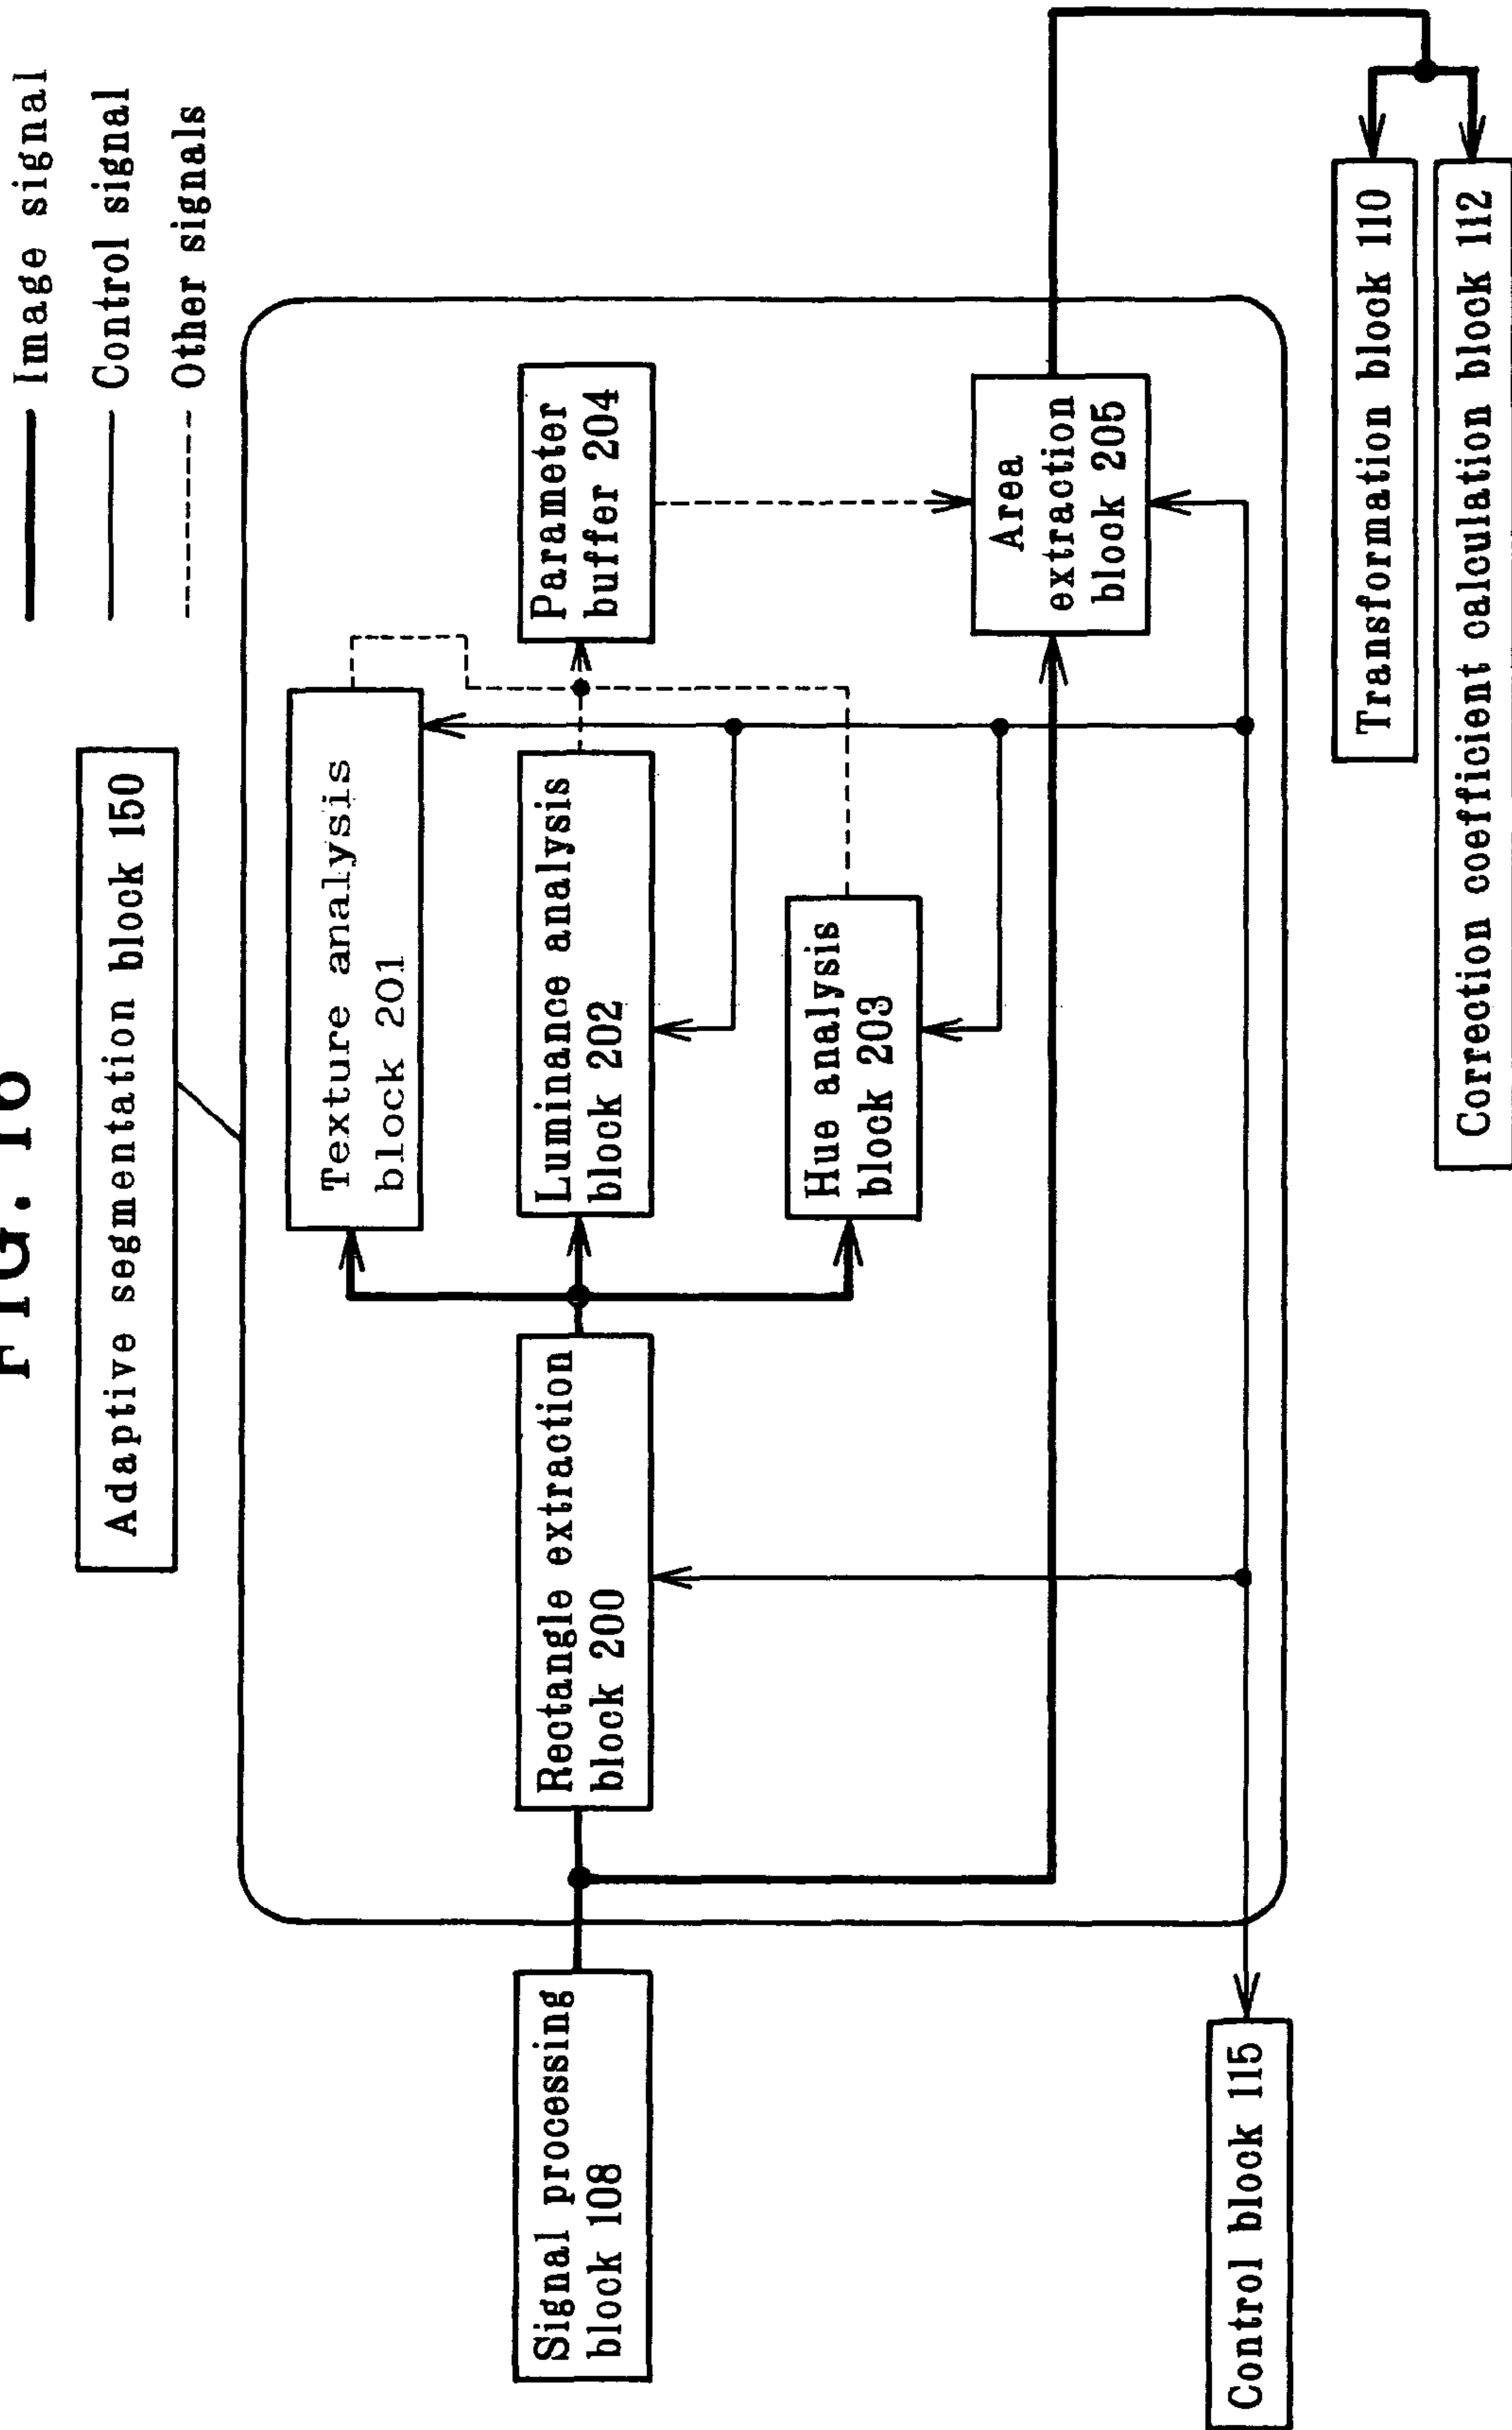 FIG. 16
Image signal
Control signal
Other signals
Adaptive segmentation block 150
Signal processing
block 108
Rectangle extraction
block 200
Texture analysis
block 201
Luminance analysis
block 202
Hue analysis
block 203
Parameter
buffer 204
Area
extraction
block 205
Control block 115
Transformation block 110
Correction coefficient calculation block 112